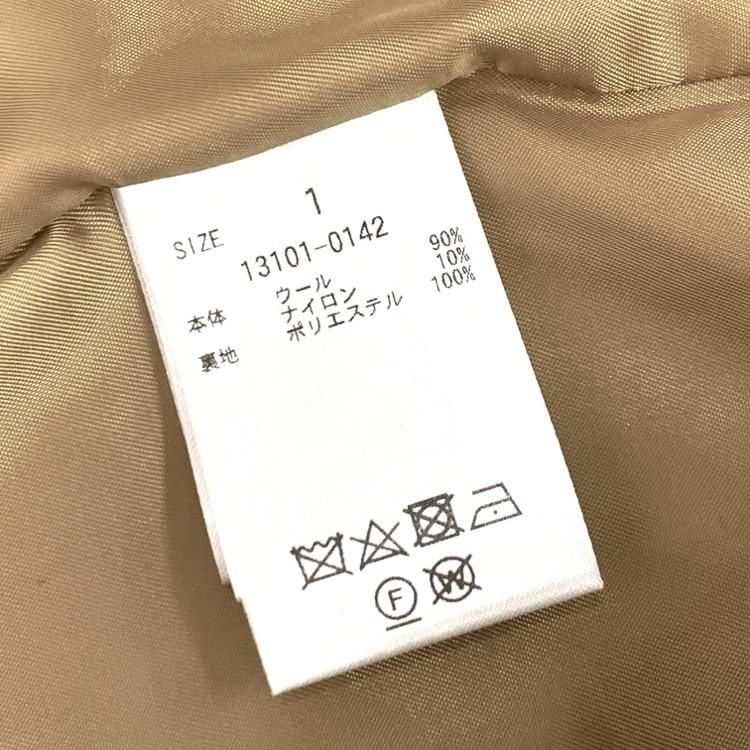 SIZE 1
13101-0142
本体 ウール 90%
ナイロン 10%
裏地 ポリエステル 100%
F W